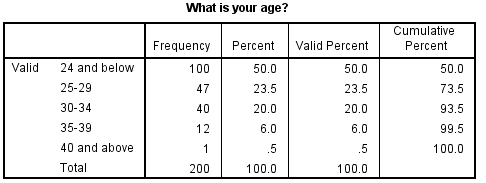 What is your age?
Frequency Percent Valid Percent Cumulative Percent
Valid 24 and below 100 50.0 50.0 50.0
25-29 47 23.5 23.5 73.5
30-34 40 20.0 20.0 93.5
35-39 12 6.0 6.0 99.5
40 and above 1 .5 .5 100.0
Total 200 100.0 100.0